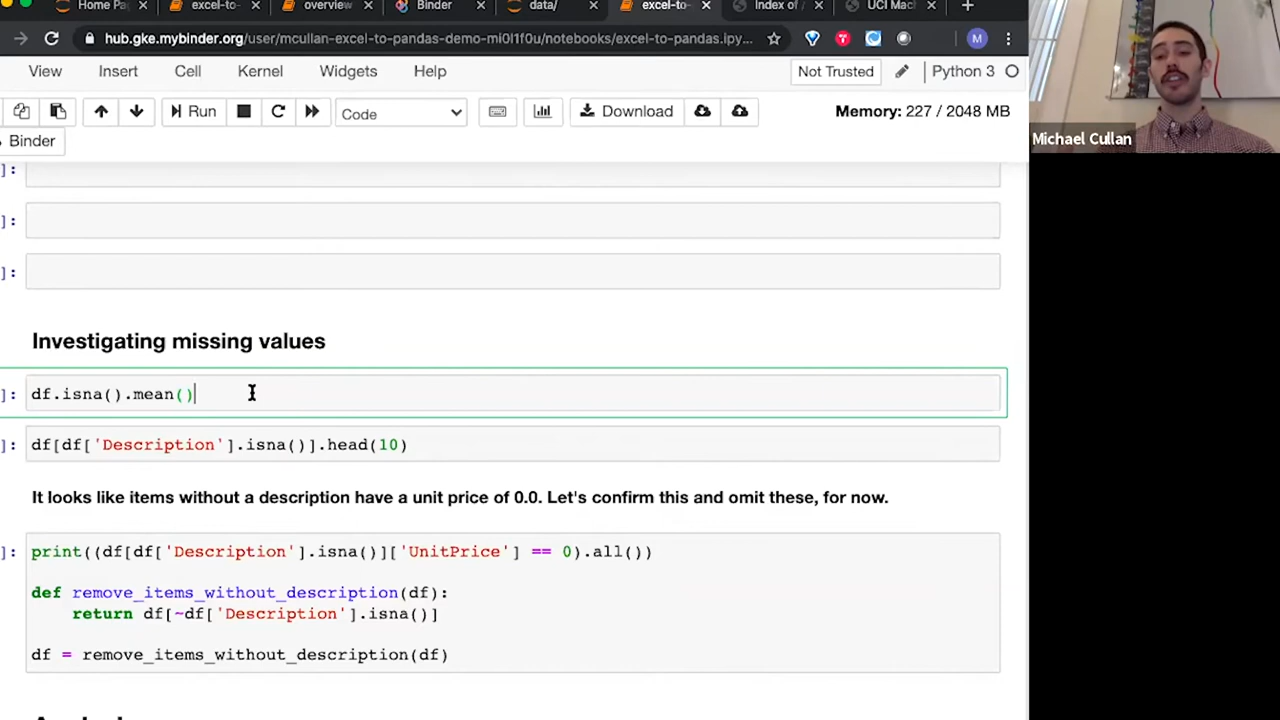 Home Pa
excel-to-
overview
Binder
data/
excel-to-
Index of /
UCI Mac
hub.gke.mybinder.org/user/mcullan-excel-to-pandas-demo-mi0l1f0u/notebooks/excel-to-pandas.ipy...
M
View Insert Cell Kernel Widgets Help
Not Trusted
Python 3
Run
Code
Download
Memory: 227 / 2048 MB
Binder
Michael Cullan
]:
]:
]:
Investigating missing values
]: df.isna().mean()
]: df[df['Description'].isna()].head(10)
It looks like items without a description have a unit price of 0.0. Let's confirm this and omit these, for now.
]: print((df[df['Description'].isna()]['UnitPrice'] == 0).all())
def remove_items_without_description(df):
return df[~df['Description'].isna()]
df = remove_items_without_description(df)